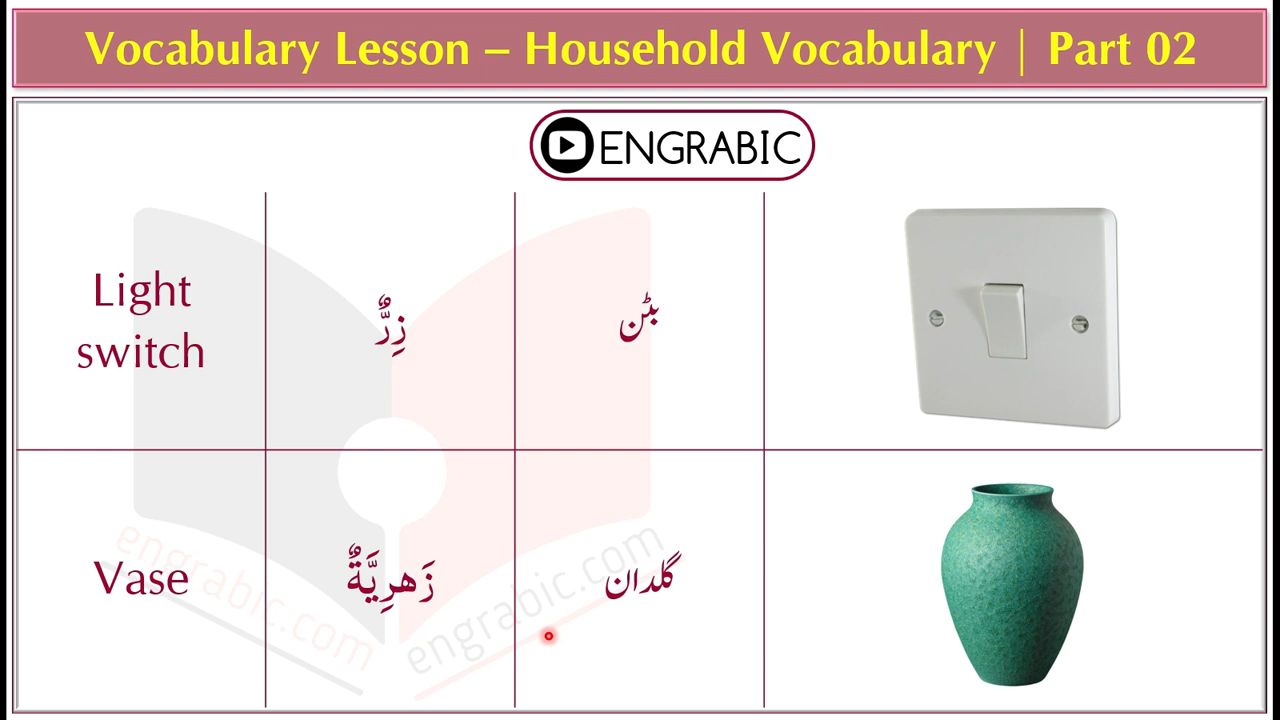 Vocabulary Lesson – Household Vocabulary | Part 02
ENGRABIC
Light
switch
زِرٌّ
بٹن
Vase
زَهرِيَّةٌ
گلدان
engrabic.com
engrabic.com